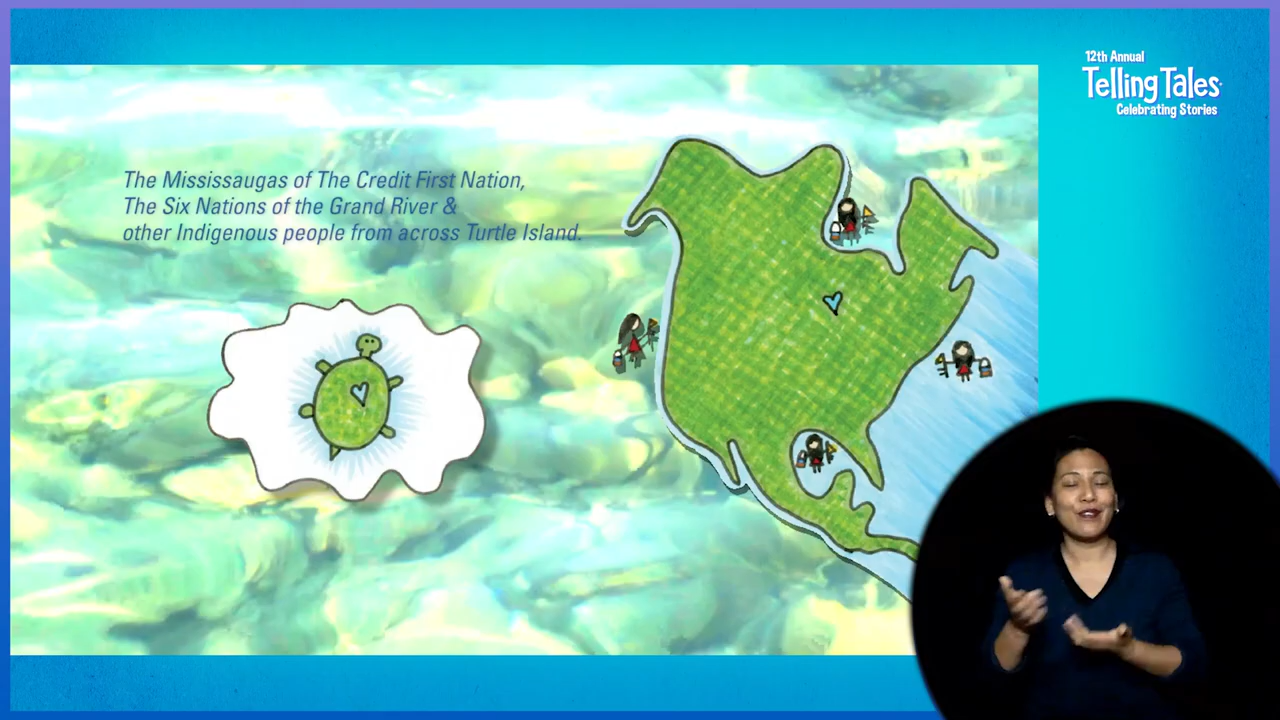 12th Annual
Telling Tales
Celebrating Stories
The Mississaugas of The Credit First Nation,
The Six Nations of the Grand River &
other Indigenous people from across Turtle Island.